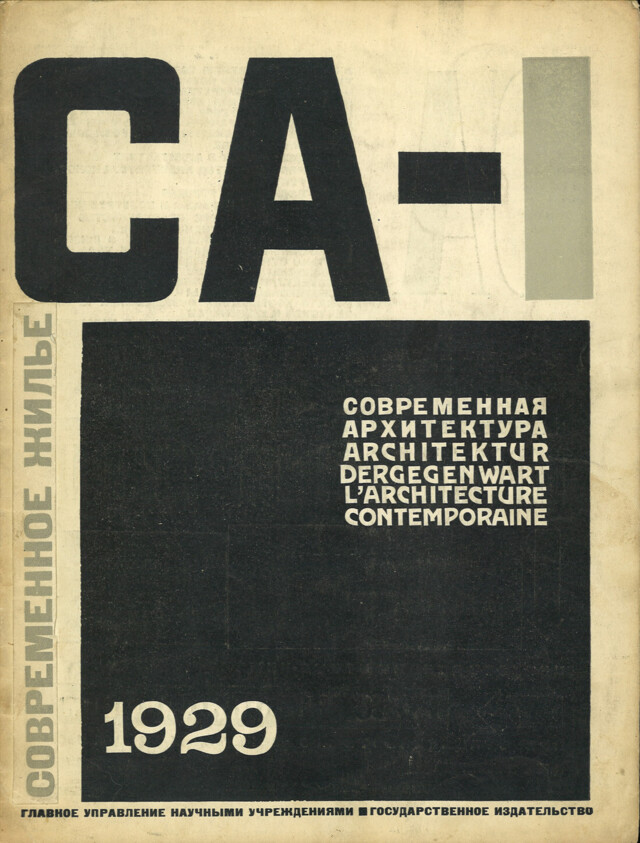 СА-I
СОВРЕМЕННОЕ ЖИЛЬЕ
СОВРЕМЕННАЯ
АРХИТЕКТУРА
ARCHITEKTUR
DERGEGENWART
L'ARCHITECTURE
CONTEMPORAINE
1929
ГЛАВНОЕ УПРАВЛЕНИЕ НАУЧНЫМИ УЧРЕЖДЕНИЯМИ ■ ГОСУДАРСТВЕННОЕ ИЗДАТЕЛЬСТВО